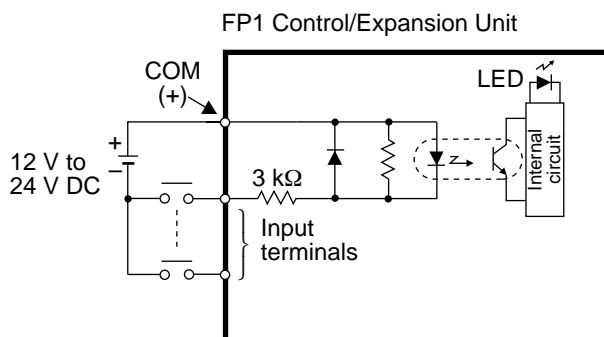 FP1 Control/Expansion Unit
COM
(+)
LED
+
−
12 V to
24 V DC
3 kΩ
Internal
circuit
Input
terminals